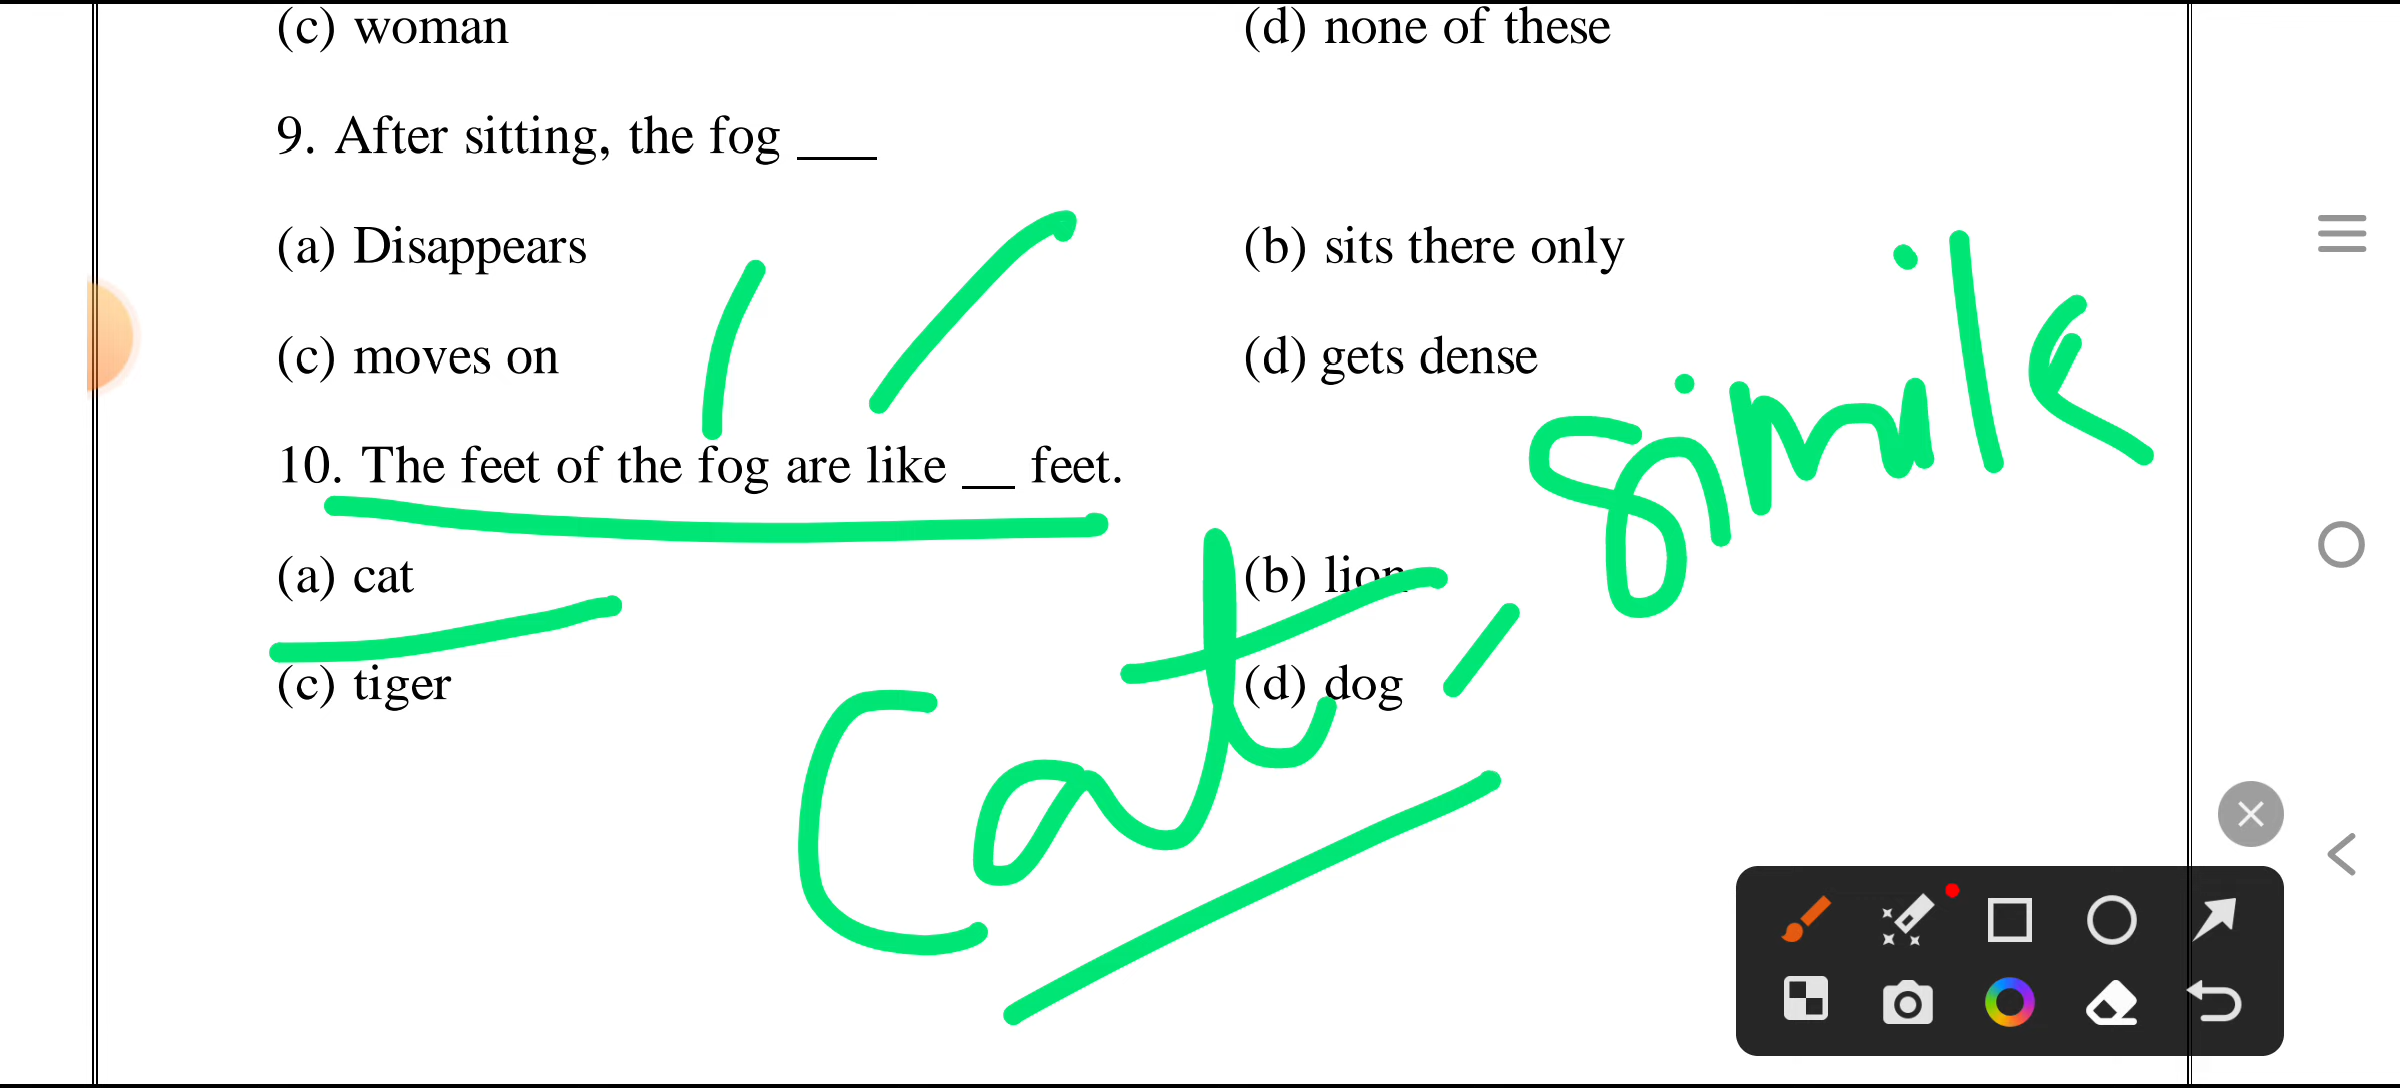 (c) woman (d) none of these
9. After sitting, the fog ___
(a) Disappears (b) sits there only
(c) moves on (d) gets dense
10. The feet of the fog are like __ feet.
(a) cat (b) lion
(c) tiger (d) dog
Cat, simile